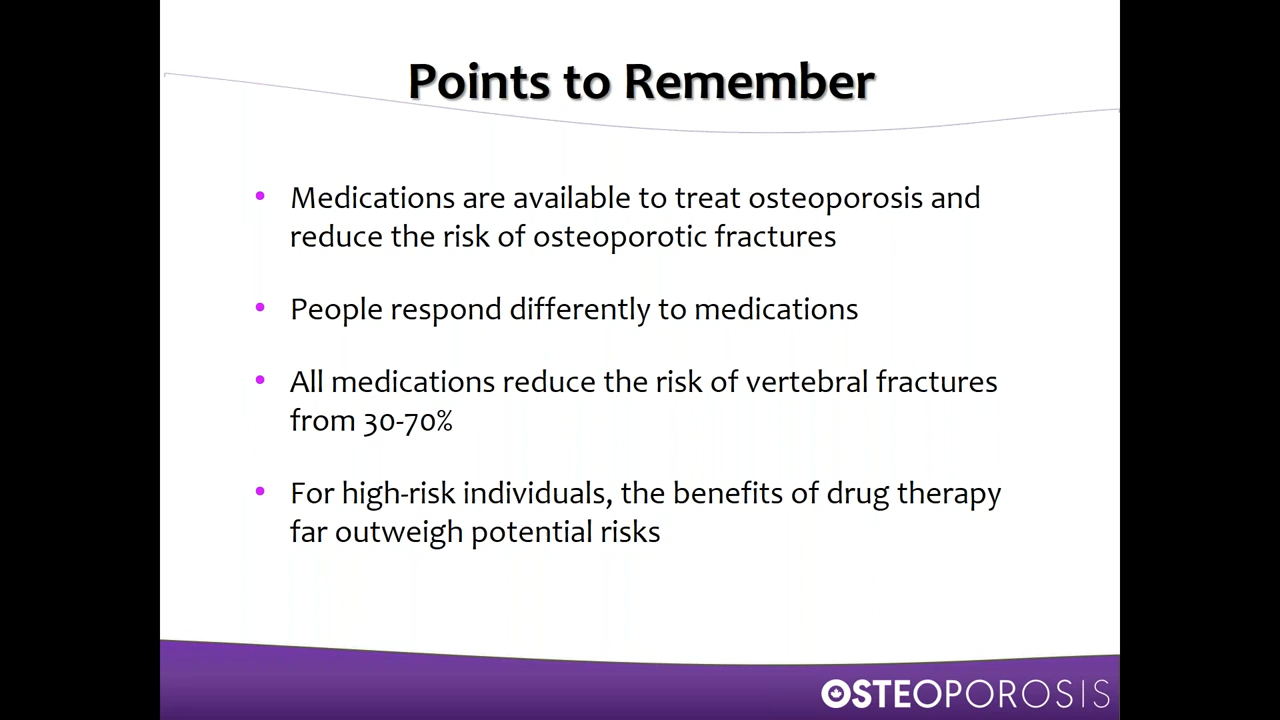 Points to Remember
• Medications are available to treat osteoporosis and
reduce the risk of osteoporotic fractures
• People respond differently to medications
• All medications reduce the risk of vertebral fractures
from 30-70%
• For high-risk individuals, the benefits of drug therapy
far outweigh potential risks
OSTEOPOROSIS